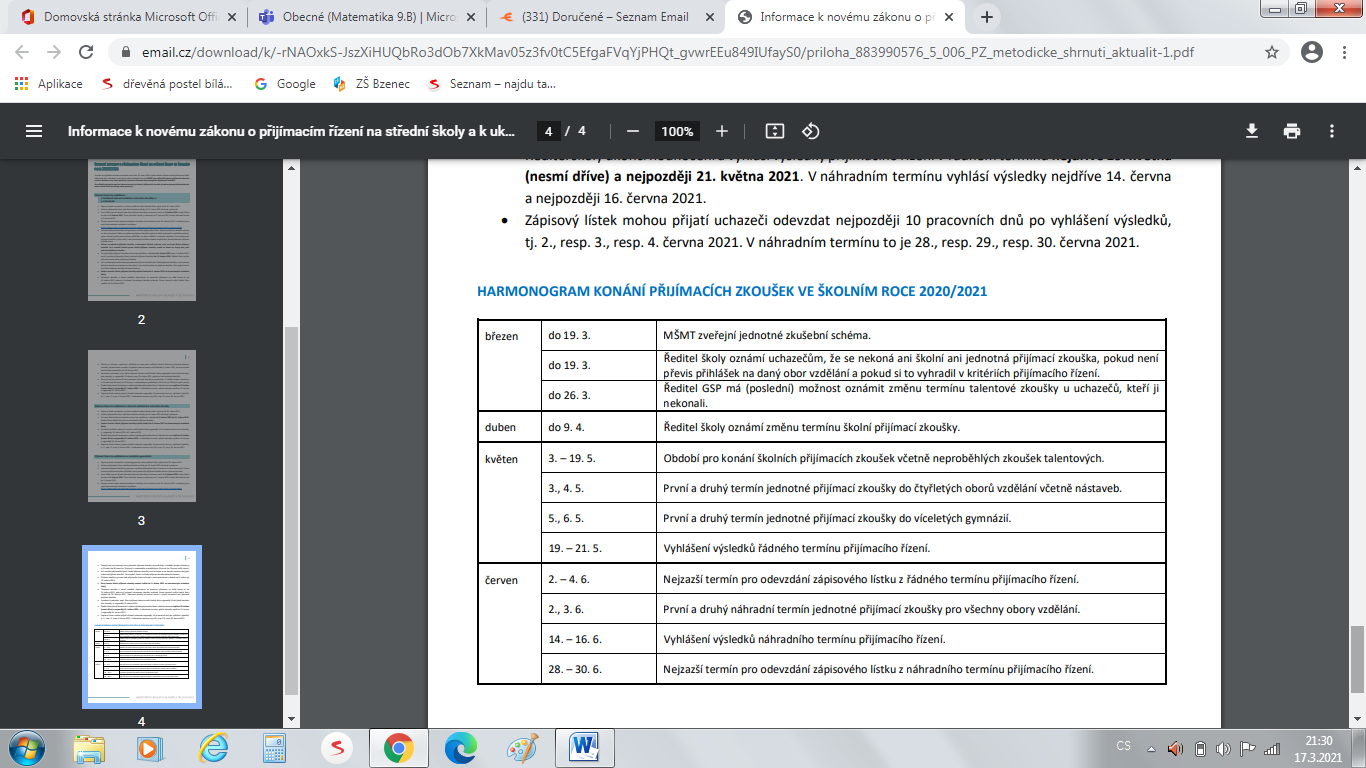 Domovská stránka Microsoft Offi
Obecné (Matematika 9.B) | Micro
(331) Doručené – Seznam Email
Informace k novému zákonu o př
email.cz/download/k/-rNAOxkS-JszXiHUQbRo3dOb7XkMav05z3fv0tC5EfgaFVqYjPHQt_gvwrEEu849IUfayS0/priloha_883990576_5_006_PZ_metodicke_shrnuti_aktualit-1.pdf
Aplikace
dřevěná postel bílá...
Google
ZŠ Bzenec
Seznam – najdu ta...
Informace k novému zákonu o přijímacím řízení na střední školy a k uk...
4 / 4
100%
2
3
4
(nesmí dříve) a nejpozději 21. května 2021. V náhradním termínu vyhlásí výsledky nejdříve 14. června
a nejpozději 16. června 2021.
• Zápisový lístek mohou přijatí uchazeči odevzdat nejpozději 10 pracovních dnů po vyhlášení výsledků,
tj. 2., resp. 3., resp. 4. června 2021. V náhradním termínu to je 28., resp. 29., resp. 30. června 2021.
HARMONOGRAM KONÁNÍ PŘIJÍMACÍCH ZKOUŠEK VE ŠKOLNÍM ROCE 2020/2021
březen do 19. 3. MŠMT zveřejní jednotné zkušební schéma.
do 19. 3. Ředitel školy oznámí uchazečům, že se nekoná ani školní ani jednotná přijímací zkouška, pokud není
převis přihlášek na daný obor vzdělání a pokud si to vyhradil v kritériích přijímacího řízení.
do 26. 3. Ředitel GSP má (poslední) možnost oznámit změnu termínu talentové zkoušky u uchazečů, kteří ji
nekonali.
duben do 9. 4. Ředitel školy oznámí změnu termínu školní přijímací zkoušky.
květen 3. – 19. 5. Období pro konání školních přijímacích zkoušek včetně neproběhlých zkoušek talentových.
3., 4. 5. První a druhý termín jednotné přijímací zkoušky do čtyřletých oborů vzdělání včetně nástaveb.
5., 6. 5. První a druhý termín jednotné přijímací zkoušky do víceletých gymnázií.
19. – 21. 5. Vyhlášení výsledků řádného termínu přijímacího řízení.
červen 2. – 4. 6. Nejzazší termín pro odevzdání zápisového lístku z řádného termínu přijímacího řízení.
2., 3. 6. První a druhý náhradní termín jednotné přijímací zkoušky pro všechny obory vzdělání.
14. – 16. 6. Vyhlášení výsledků náhradního termínu přijímacího řízení.
28. – 30. 6. Nejzazší termín pro odevzdání zápisového lístku z náhradního termínu přijímacího řízení.
CS
21:30
17.3.2021